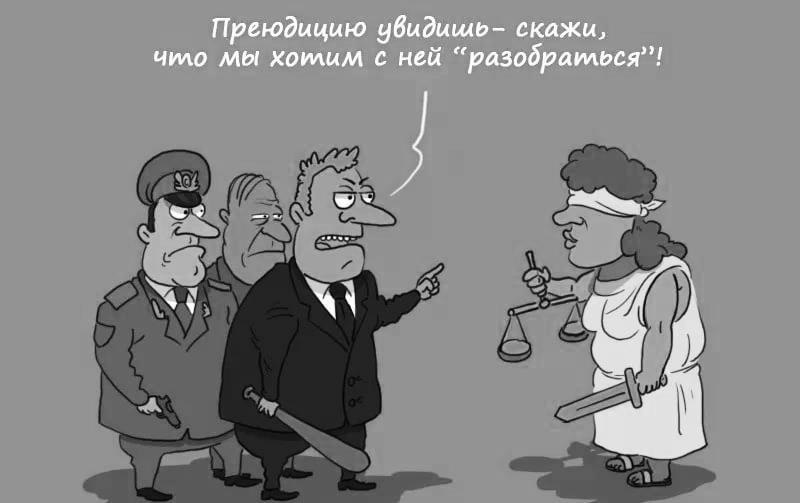 Преюдицию увидишь- скажи,
что мы хотим с ней “разобраться”!